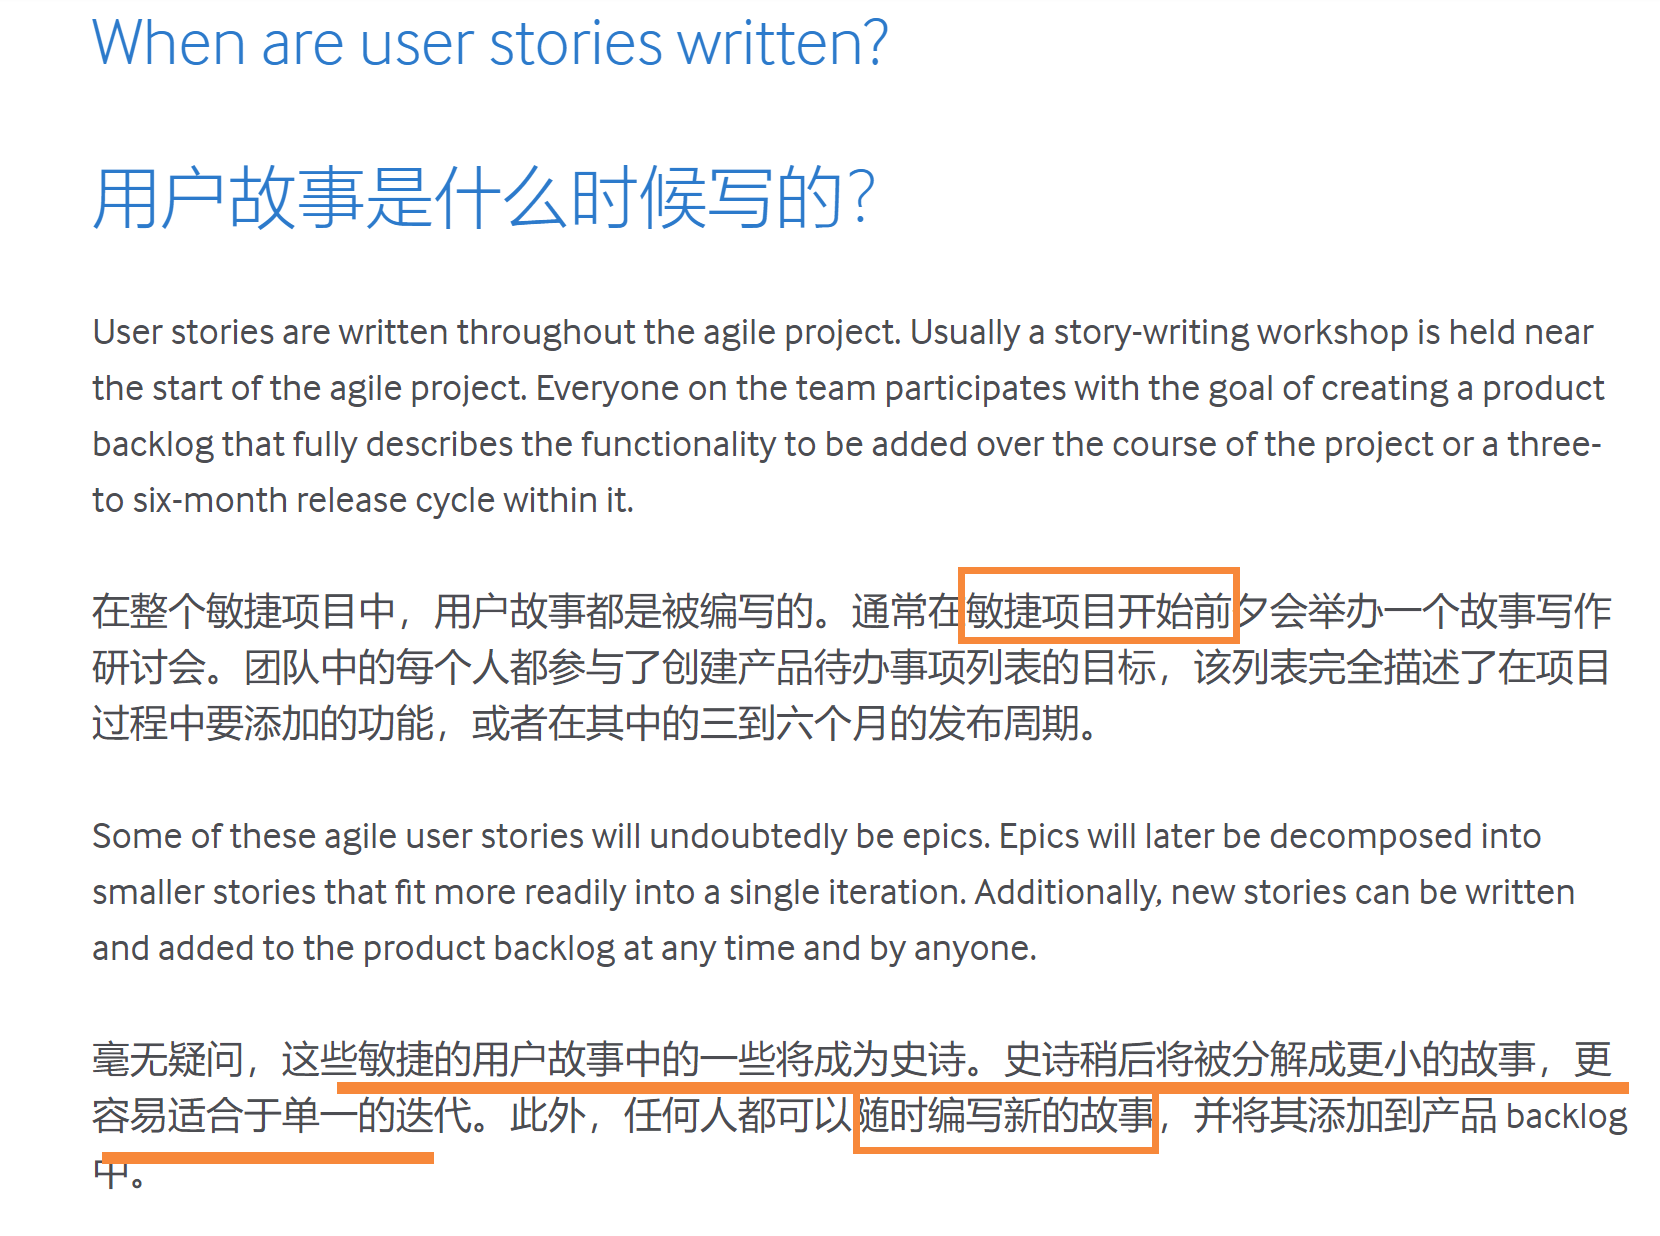 When are user stories written?
用户故事是什么时候写的？
User stories are written throughout the agile project. Usually a story-writing workshop is held near
the start of the agile project. Everyone on the team participates with the goal of creating a product
backlog that fully describes the functionality to be added over the course of the project or a three-
to six-month release cycle within it.
在整个敏捷项目中，用户故事都是被编写的。通常在敏捷项目开始前夕会举办一个故事写作
研讨会。团队中的每个人都参与了创建产品待办事项列表的目标，该列表完全描述了在项目
过程中要添加的功能，或者在其中的三到六个月的发布周期。
Some of these agile user stories will undoubtedly be epics. Epics will later be decomposed into
smaller stories that fit more readily into a single iteration. Additionally, new stories can be written
and added to the product backlog at any time and by anyone.
毫无疑问，这些敏捷的用户故事中的一些将成为史诗。史诗稍后将被分解成更小的故事，更
容易适合于单一的迭代。此外，任何人都可以随时编写新的故事，并将其添加到产品 backlog
中。